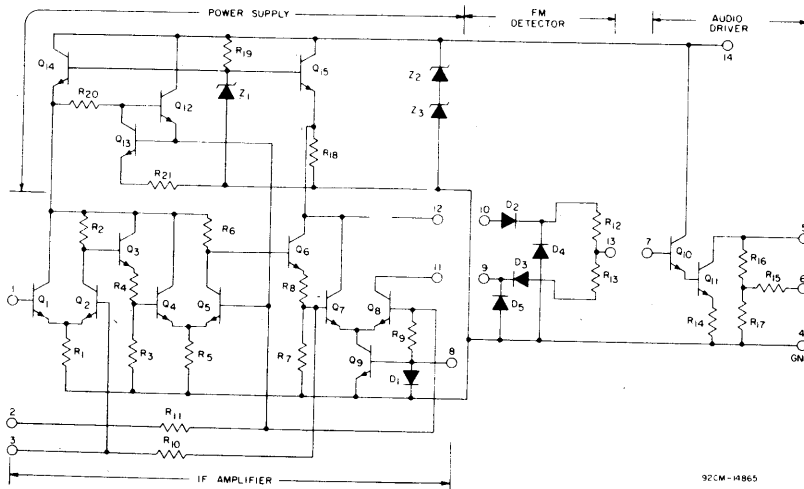 POWER SUPPLY
FM
DETECTOR
AUDIO
DRIVER
14
Q14
R19
Q15
Z1
Z2
Z3
R20
Q12
Q13
R18
R21
12
10
D2
R12
13
7
Q10
5
R2
Q3
R6
Q6
11
D4
9
D3
R13
Q11
R16
R15
6
1
Q1
Q2
R4
Q4
Q5
R8
Q7
Q8
R9
D5
R14
R17
4
GN
R1
R3
R5
R7
Q9
D1
8
2
R11
3
R10
IF AMPLIFIER
92CM-14865